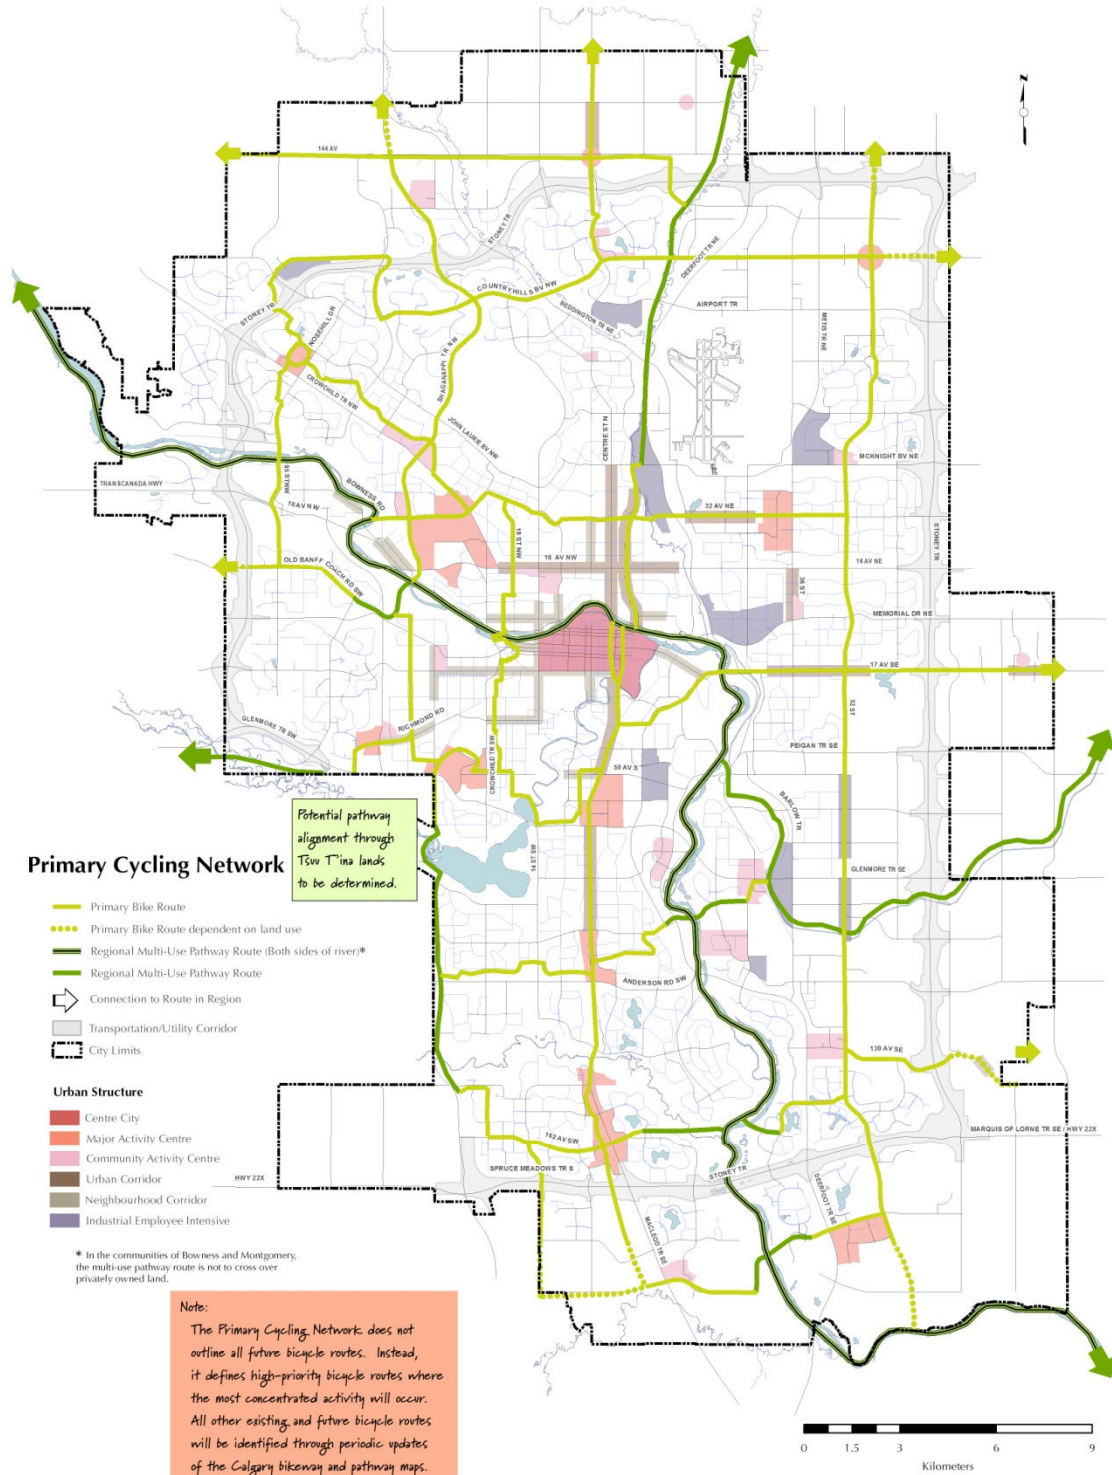 144 AV
STONEY TR
COUNTRY HILLS BV NW
DEERFOOT TR NE
BEDDINGTON TR NE
AIRPORT TR
METIS TR NE
STONEY TR
NOSEHILL DR
SHAGANAPPI TR NW
CROWCHILD TR NW
JOHN LAURIE BV NW
CENTRE ST N
MCKNIGHT BV NE
TRANSCANADA HWY
85 ST NW
BOWNESS RD
16 AV NW
19 ST NW
32 AV NE
STONEY TR
OLD BANFF COACH RD SW
16 AV NW
36 ST
16 AV NE
MEMORIAL DR NE
17 AV SE
52 ST
GLENMORE TR SW
RICHMOND RD
CROWCHILD TR SW
50 AV S
PEIGAN TR SE
BARLOW TR
14 ST SW
GLENMORE TR SE
Potential pathway
alignment through
Tsuu T'ina lands
to be determined.
Primary Cycling Network
Primary Bike Route
Primary Bike Route dependent on land use
Regional Multi-Use Pathway Route (Both sides of river)*
Regional Multi-Use Pathway Route
Connection to Route in Region
Transportation/Utility Corridor
City Limits
ANDERSON RD SW
130 AV SE
Urban Structure
Centre City
Major Activity Centre
Community Activity Centre
Urban Corridor
Neighbourhood Corridor
Industrial Employee Intensive
162 AV SW
MARQUIS OF LORNE TR SE / HWY 22X
SPRUCE MEADOWS TR S
STONEY TR
HWY 22X
DEERFOOT TR SE
MACLEOD TR SE
* In the communities of Bowness and Montgomery,
the multi-use pathway route is not to cross over
privately owned land.
Note:
The Primary Cycling Network does not
outline all future bicycle routes. Instead,
it defines high-priority bicycle routes where
the most concentrated activity will occur.
All other existing and future bicycle routes
will be identified through periodic updates
of the Calgary bikeway and pathway maps.
N
0 1.5 3 6 9
Kilometers